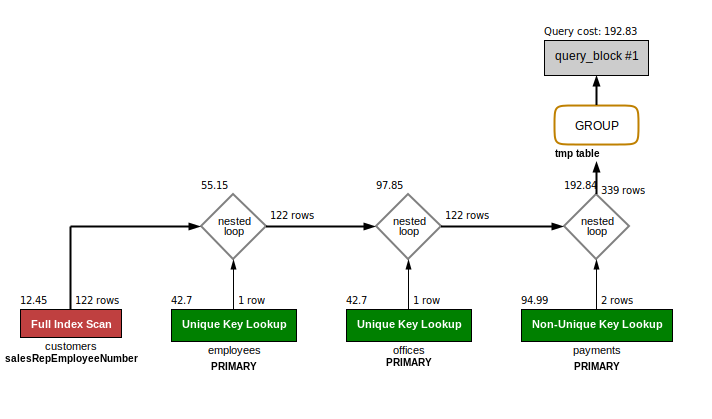 Query cost: 192.83
query_block #1
GROUP
tmp table
55.15
97.85
192.84
339 rows
nested
loop
122 rows
nested
loop
122 rows
nested
loop
12.45
122 rows
42.7
1 row
42.7
1 row
94.99
2 rows
Full Index Scan
Unique Key Lookup
Unique Key Lookup
Non-Unique Key Lookup
customers
salesRepEmployeeNumber
employees
PRIMARY
offices
PRIMARY
payments
PRIMARY